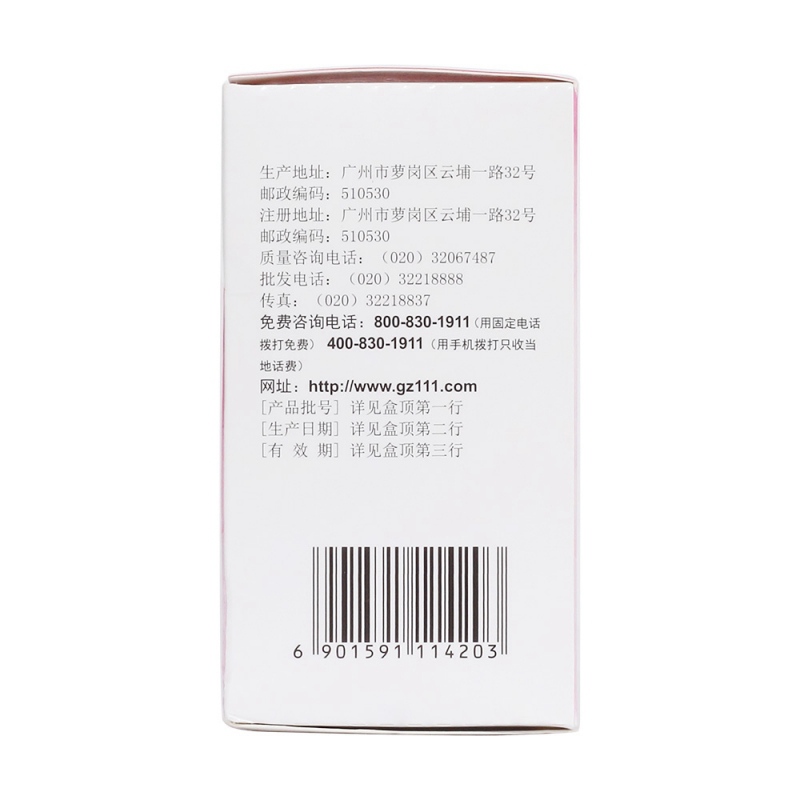 生产地址：广州市萝岗区云埔一路32号
邮政编码：510530
注册地址：广州市萝岗区云埔一路32号
邮政编码：510530
质量咨询电话：（020）32067487
批发电话：（020）32218888
传真：（020）32218837
免费咨询电话：800-830-1911（用固定电话
拨打免费） 400-830-1911（用手机拨打只收当
地话费）
网址：http://www.gz111.com
[产品批号] 详见盒顶第一行
[生产日期] 详见盒顶第二行
[有 效 期] 详见盒顶第三行
6 901591 114203